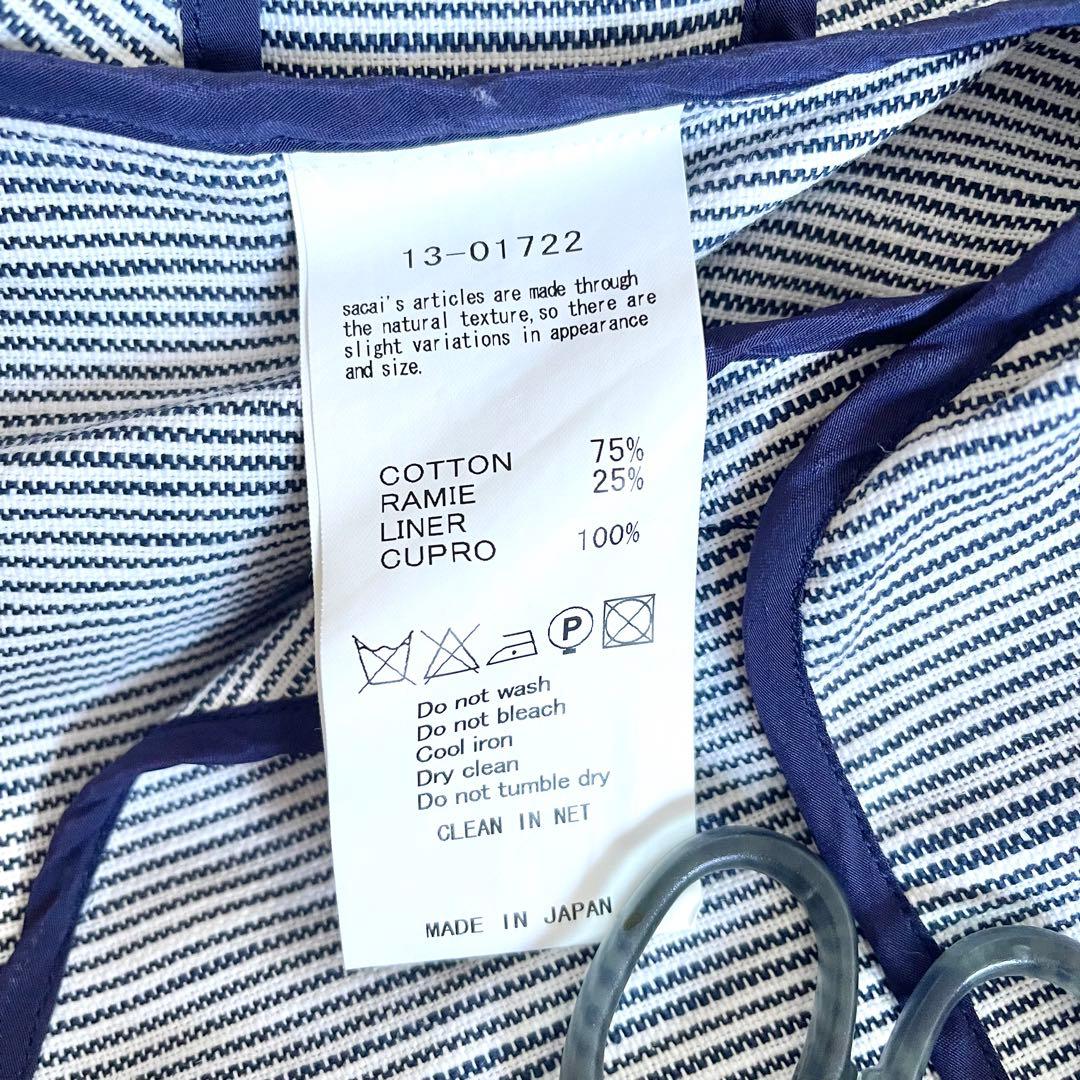 13-01722
sacai's articles are made through
the natural texture, so there are
slight variations in appearance
and size.
COTTON 75%
RAMIE 25%
LINER
CUPRO 100%
P
Do not wash
Do not bleach
Cool iron
Dry clean
Do not tumble dry
CLEAN IN NET
MADE IN JAPAN